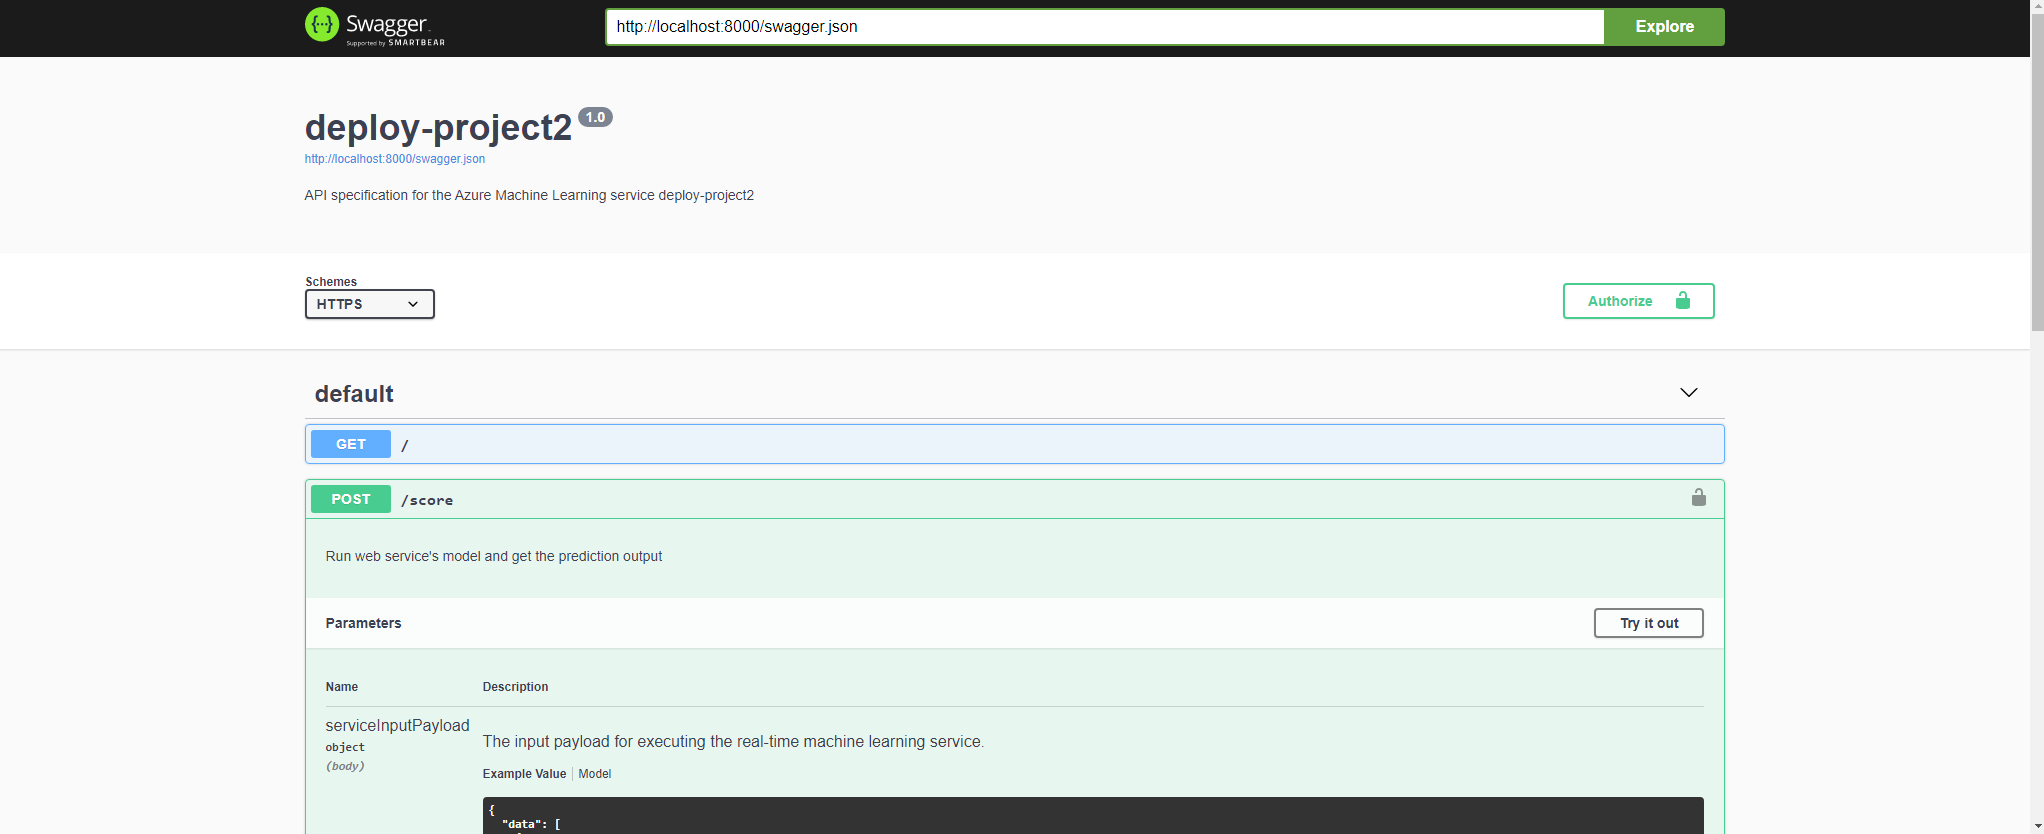 Swagger
Supported by SMARTBEAR
http://localhost:8000/swagger.json
Explore
deploy-project2 1.0
http://localhost:8000/swagger.json
API specification for the Azure Machine Learning service deploy-project2
Schemes
HTTPS
Authorize
default
GET /
POST /score
Run web service's model and get the prediction output
Parameters
Try it out
Name Description
serviceInputPayload
object
(body)
The input payload for executing the real-time machine learning service.
Example Value | Model
{
"data": [